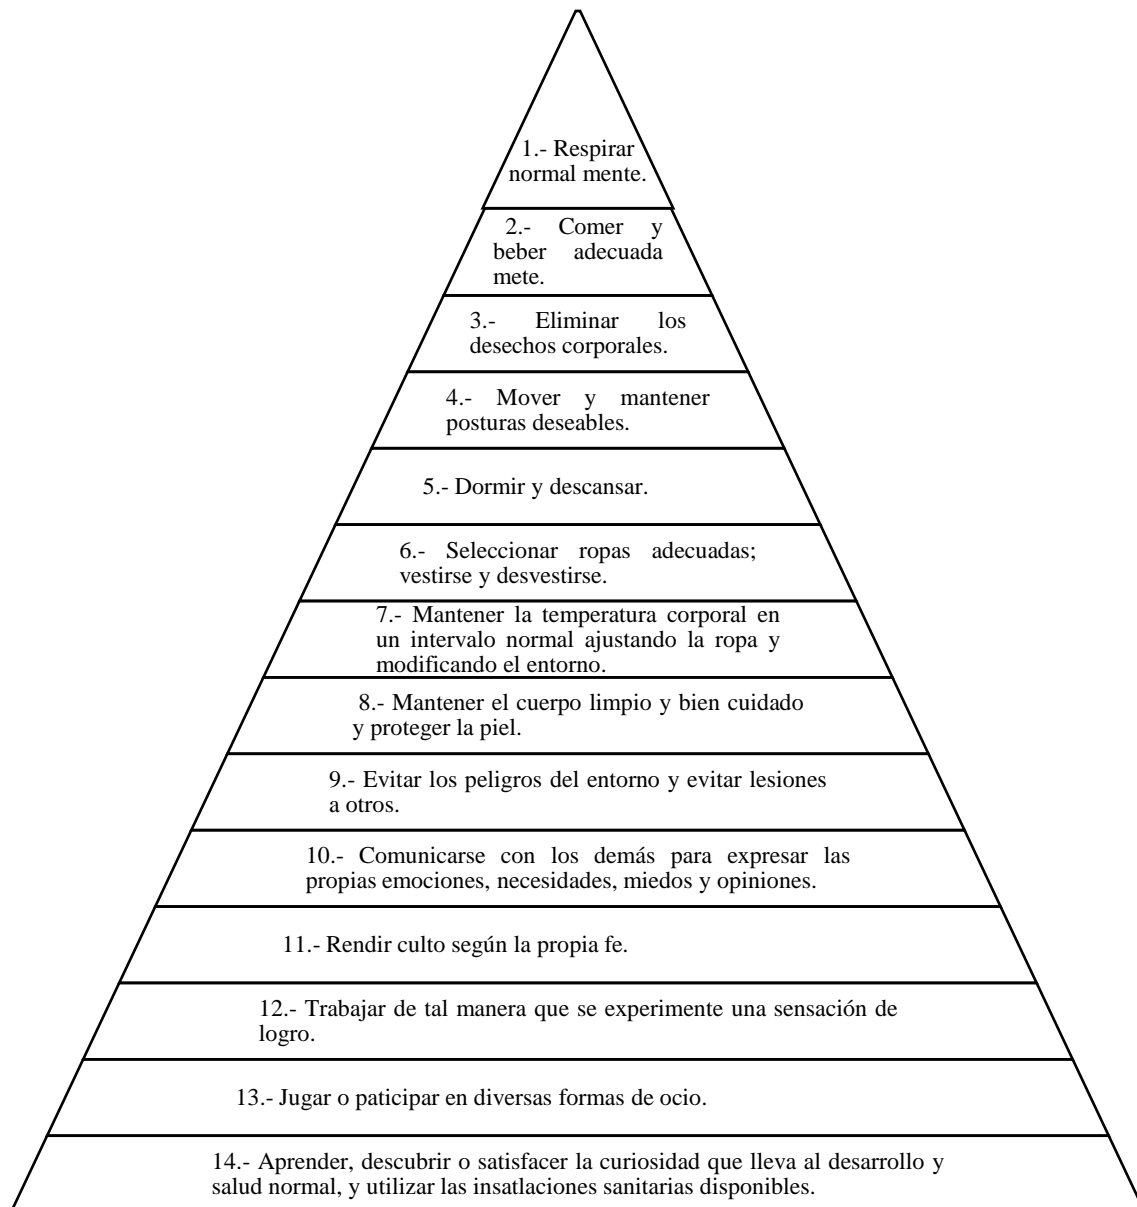 1.- Respirar
normal mente.
2.- Comer y
beber adecuada
mete.
3.- Eliminar los
desechos corporales.
4.- Mover y mantener
posturas deseables.
5.- Dormir y descansar.
6.- Seleccionar ropas adecuadas;
vestirse y desvestirse.
7.- Mantener la temperatura corporal en
un intervalo normal ajustando la ropa y
modificando el entorno.
8.- Mantener el cuerpo limpio y bien cuidado
y proteger la piel.
9.- Evitar los peligros del entorno y evitar lesiones
a otros.
10.- Comunicarse con los demás para expresar las
propias emociones, necesidades, miedos y opiniones.
11.- Rendir culto según la propia fe.
12.- Trabajar de tal manera que se experimente una sensación de
logro.
13.- Jugar o paticipar en diversas formas de ocio.
14.- Aprender, descubrir o satisfacer la curiosidad que lleva al desarrollo y
salud normal, y utilizar las insatlaciones sanitarias disponibles.